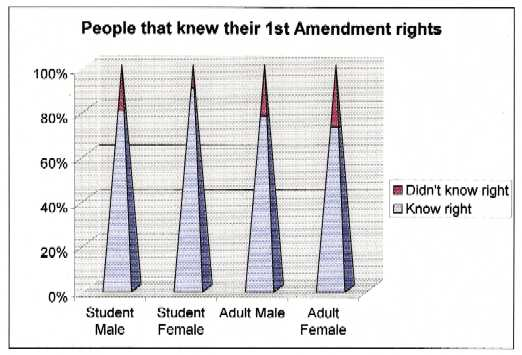 People that knew their 1st Amendment rights
100%
80%
60%
40%
20%
0%
Student Male
Student Female
Adult Male
Adult Female
Didn't know right
Know right